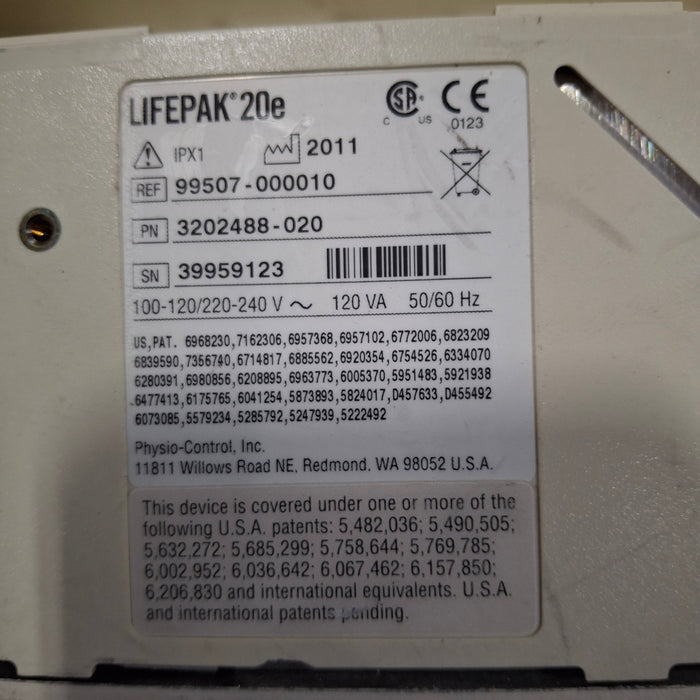 LIFEPAK® 20e
CSA® C US CE 0123
IPX1 2011
REF 99507-000010
PN 3202488-020
SN 39959123
100-120/220-240 V ~ 120 VA 50/60 Hz
US,PAT. 6968230,7162306,6957368,6957102,6772006,6823209
6839590,7356740,6714817,6885562,6920354,6754526,6334070
6280391,6980856,6208895,6963773,6005370,5951483,5921938
6477413,6175765,6041254,5873893,5824017,D457633,D455492
6073085,5579234,5285792,5247939,5222492
Physio-Control, Inc.
11811 Willows Road NE, Redmond, WA 98052 U.S.A.
This device is covered under one or more of the
following U.S.A. patents: 5,482,036; 5,490,505;
5,632,272; 5,685,299; 5,758,644; 5,769,785;
6,002,952; 6,036,642; 6,067,462; 6,157,850;
6,206,830 and international equivalents. U.S.A.
and international patents pending.